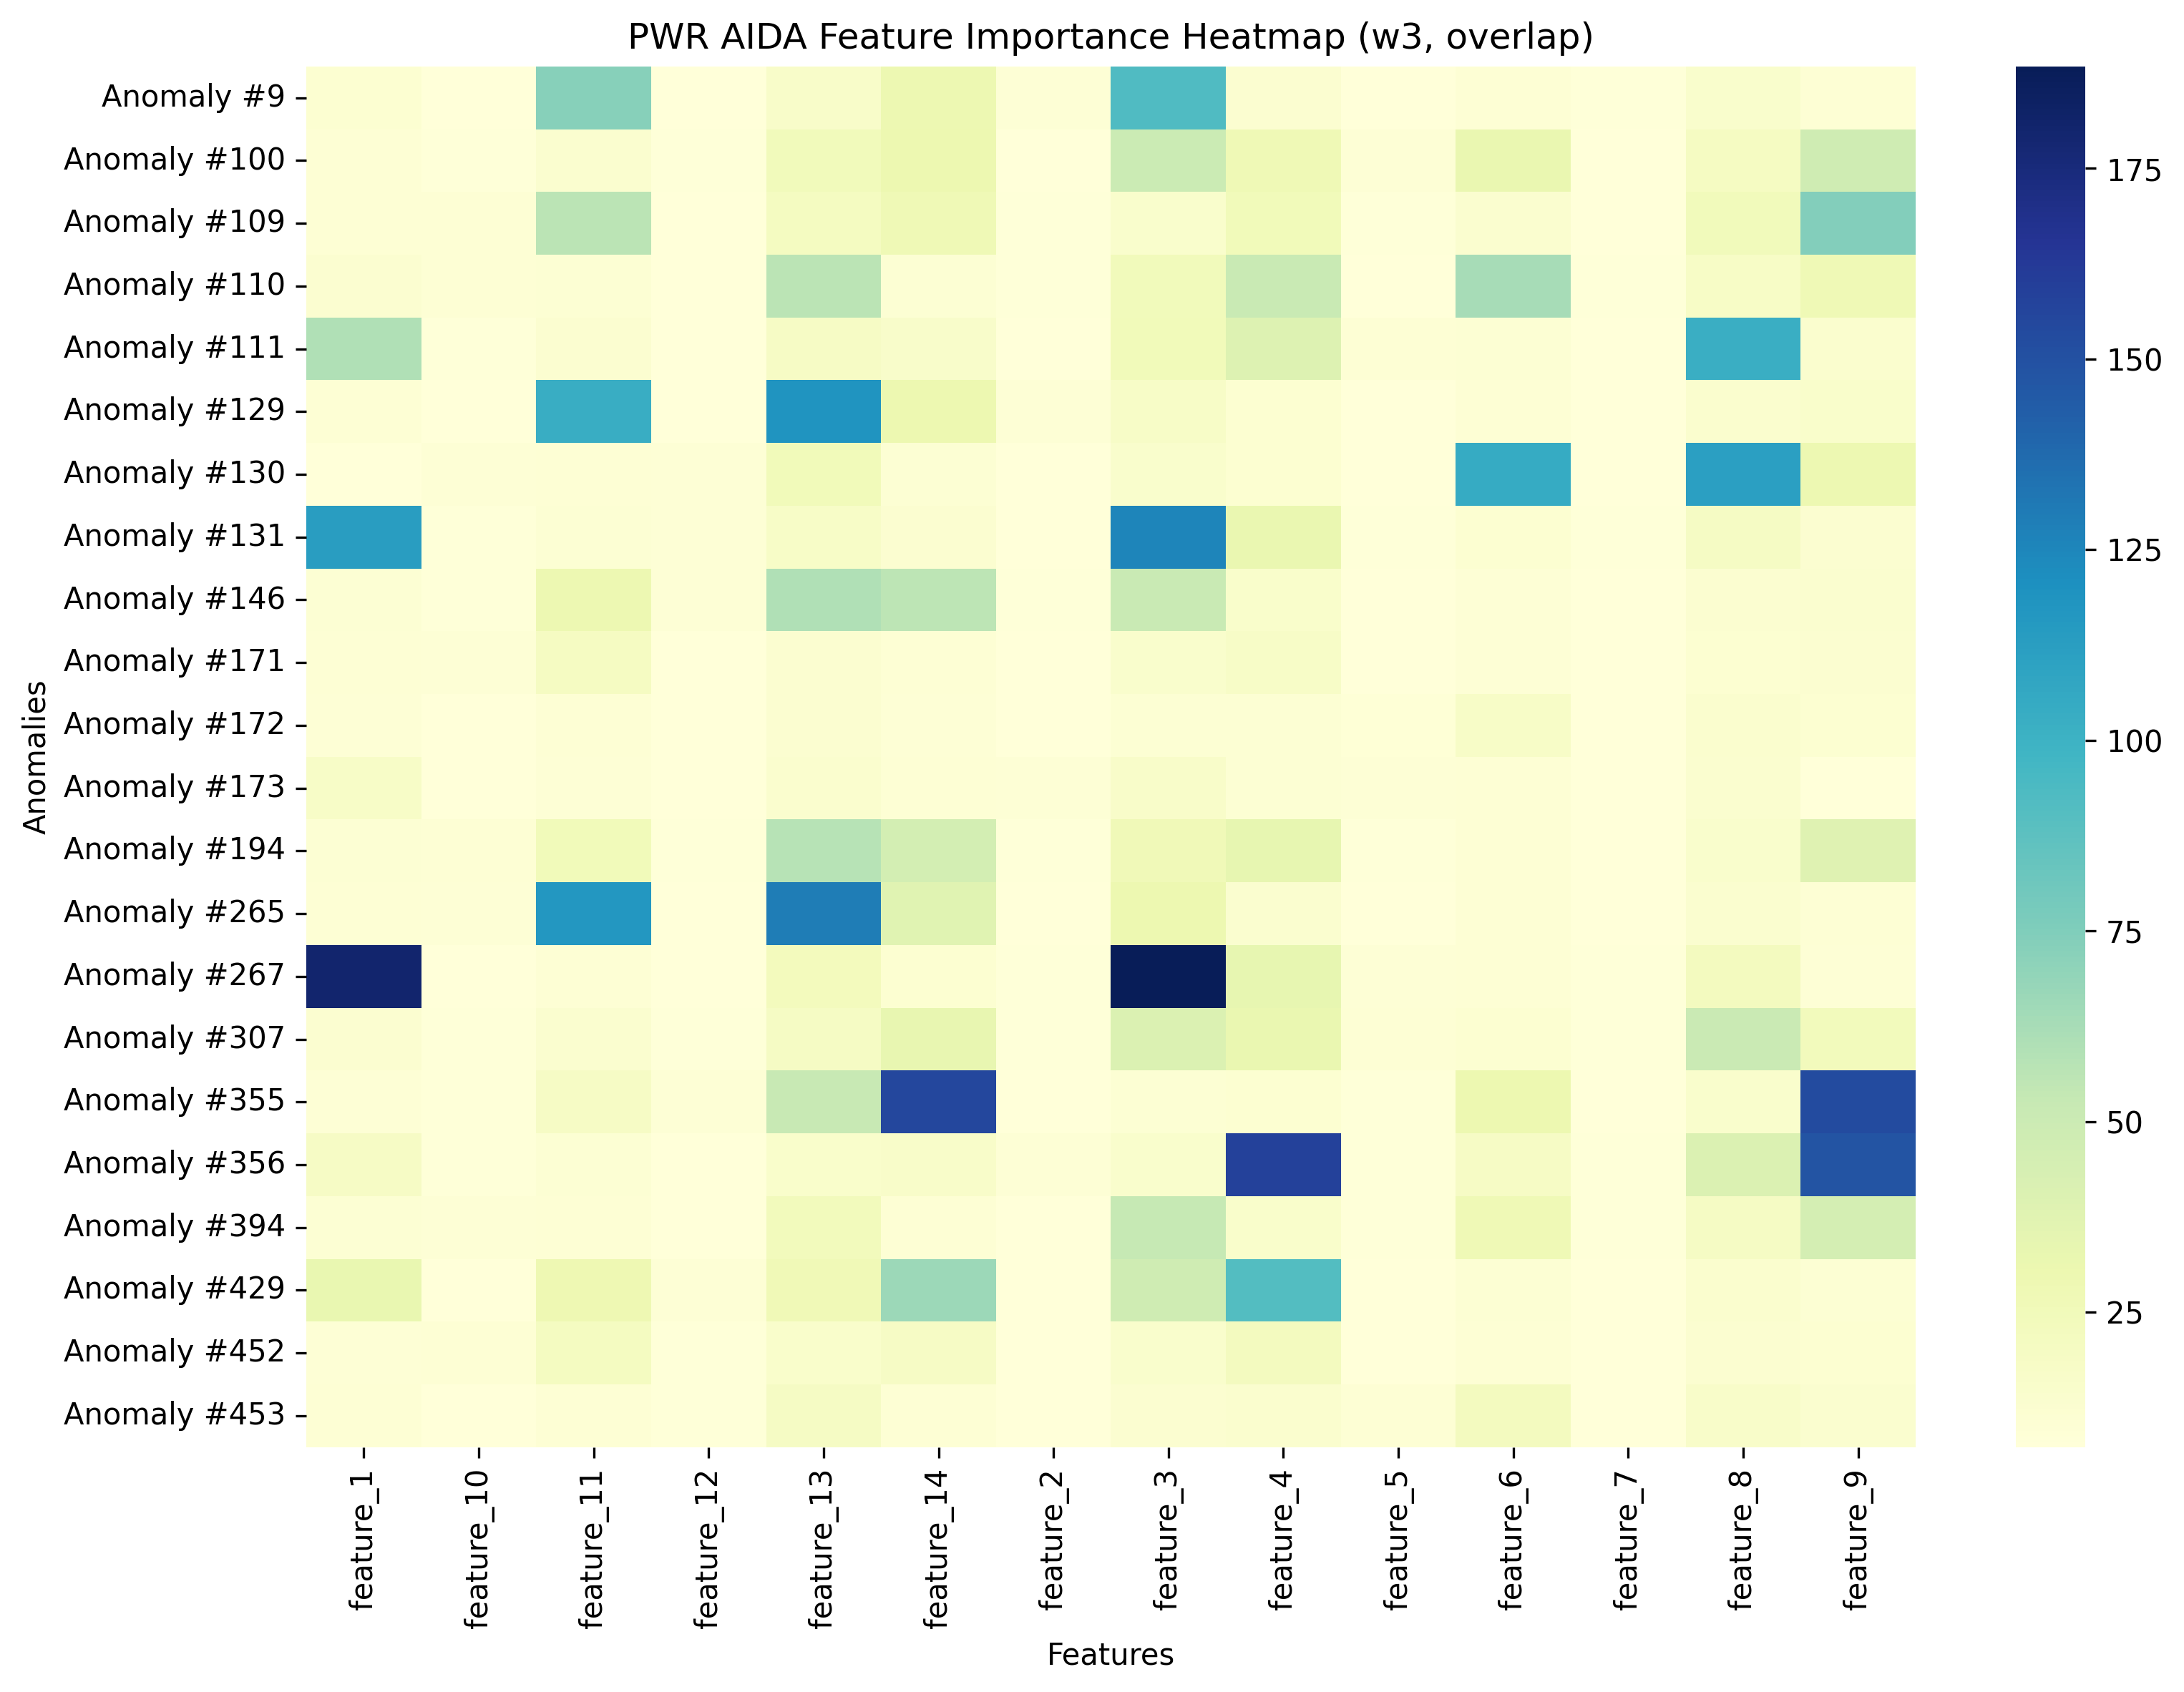 PWR AIDA Feature Importance Heatmap (w3, overlap)
Anomalies
Anomaly #9
Anomaly #100
Anomaly #109
Anomaly #110
Anomaly #111
Anomaly #129
Anomaly #130
Anomaly #131
Anomaly #146
Anomaly #171
Anomaly #172
Anomaly #173
Anomaly #194
Anomaly #265
Anomaly #267
Anomaly #307
Anomaly #355
Anomaly #356
Anomaly #394
Anomaly #429
Anomaly #452
Anomaly #453
feature_1
feature_10
feature_11
feature_12
feature_13
feature_14
feature_2
feature_3
feature_4
feature_5
feature_6
feature_7
feature_8
feature_9
Features
175
150
125
100
75
50
25